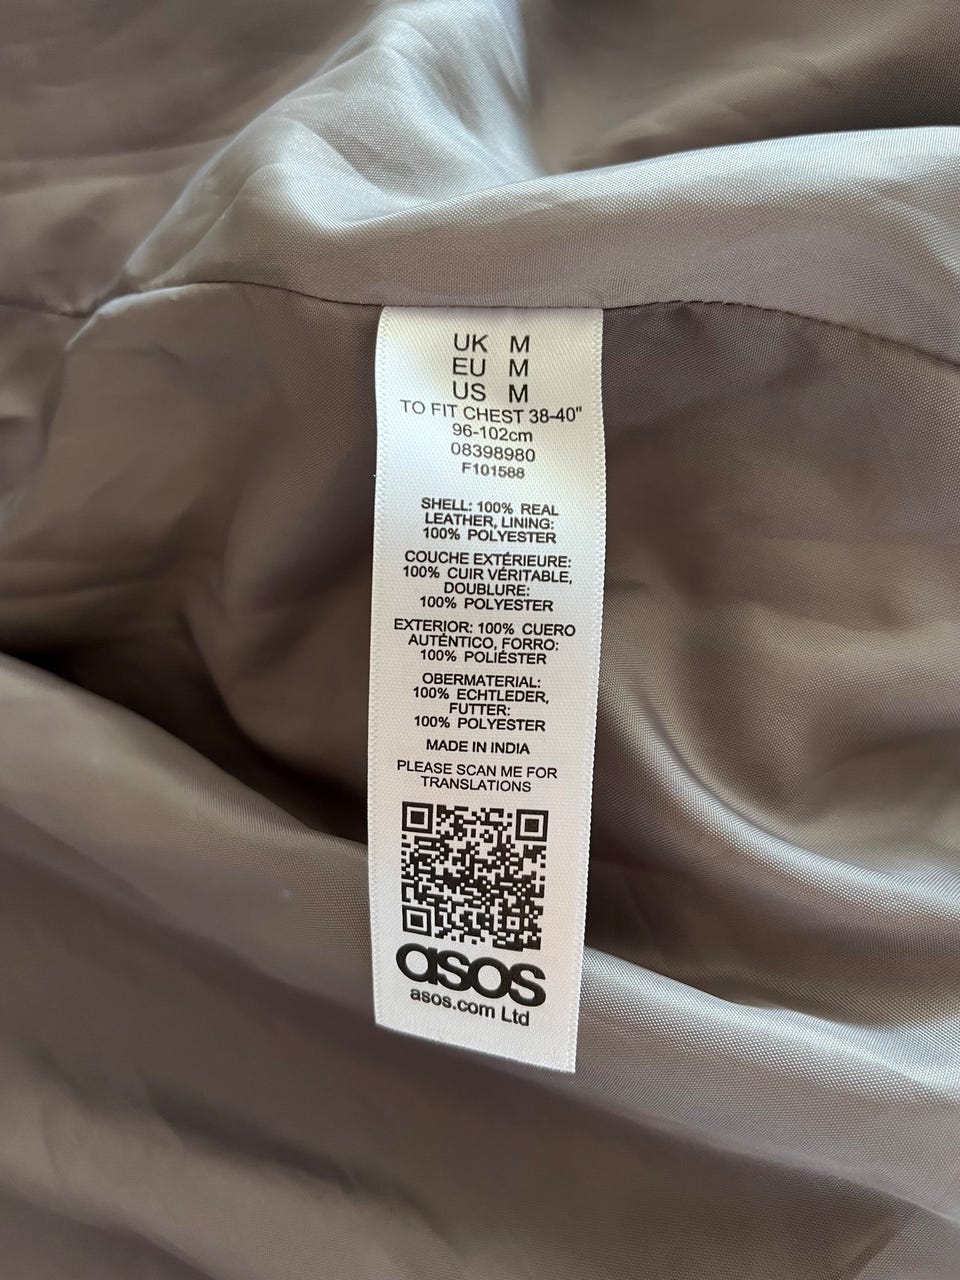 UK M
EU M
US M
TO FIT CHEST 38-40"
96-102cm
08398980
F101588
SHELL: 100% REAL
LEATHER, LINING:
100% POLYESTER
COUCHE EXTÉRIEURE:
100% CUIR VÉRITABLE,
DOUBLURE:
100% POLYESTER
EXTERIOR: 100% CUERO
AUTÉNTICO, FORRO:
100% POLIÉSTER
OBERMATERIAL:
100% ECHTLEDER,
FUTTER:
100% POLYESTER
MADE IN INDIA
PLEASE SCAN ME FOR
TRANSLATIONS
asos
asos.com Ltd